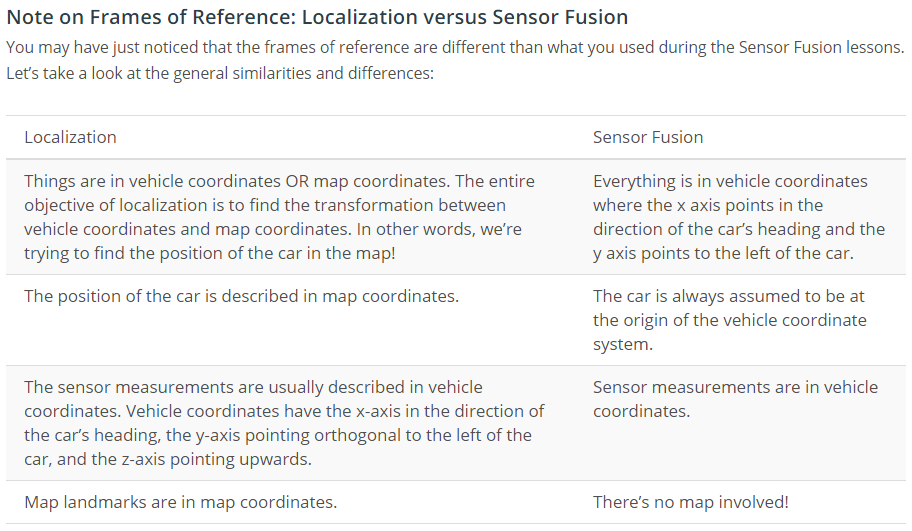 Note on Frames of Reference: Localization versus Sensor Fusion
You may have just noticed that the frames of reference are different than what you used during the Sensor Fusion lessons.
Let’s take a look at the general similarities and differences:
Localization
Sensor Fusion
Things are in vehicle coordinates OR map coordinates. The entire
objective of localization is to find the transformation between
vehicle coordinates and map coordinates. In other words, we’re
trying to find the position of the car in the map!
Everything is in vehicle coordinates
where the x axis points in the
direction of the car’s heading and the
y axis points to the left of the car.
The position of the car is described in map coordinates.
The car is always assumed to be at
the origin of the vehicle coordinate
system.
The sensor measurements are usually described in vehicle
coordinates. Vehicle coordinates have the x-axis in the direction of
the car’s heading, the y-axis pointing orthogonal to the left of the
car, and the z-axis pointing upwards.
Sensor measurements are in vehicle
coordinates.
Map landmarks are in map coordinates.
There’s no map involved!